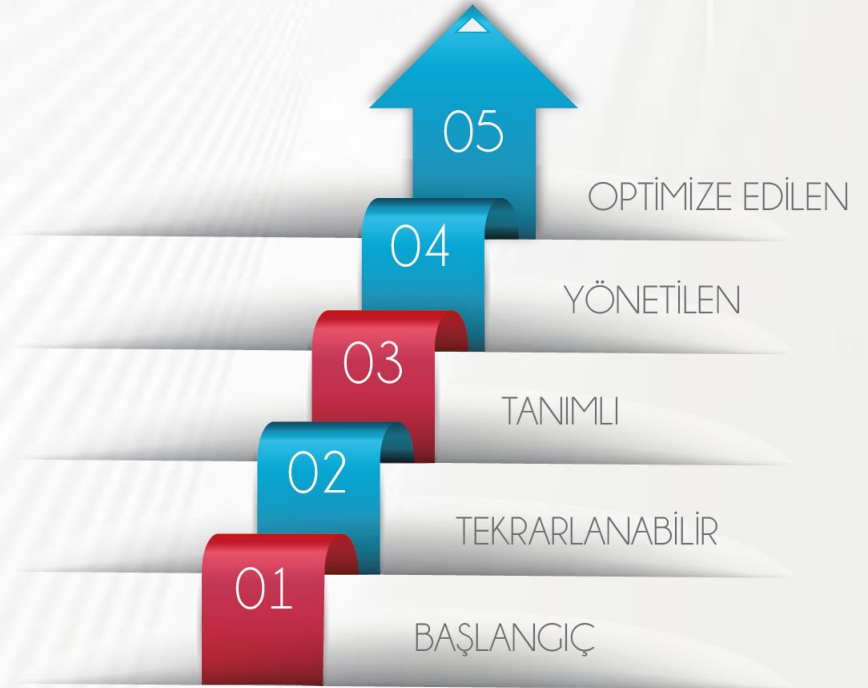 05
OPTİMİZE EDİLEN
04
YÖNETİLEN
03
TANIMLI
02
TEKRARLANABİLİR
01
BAŞLANGIÇ